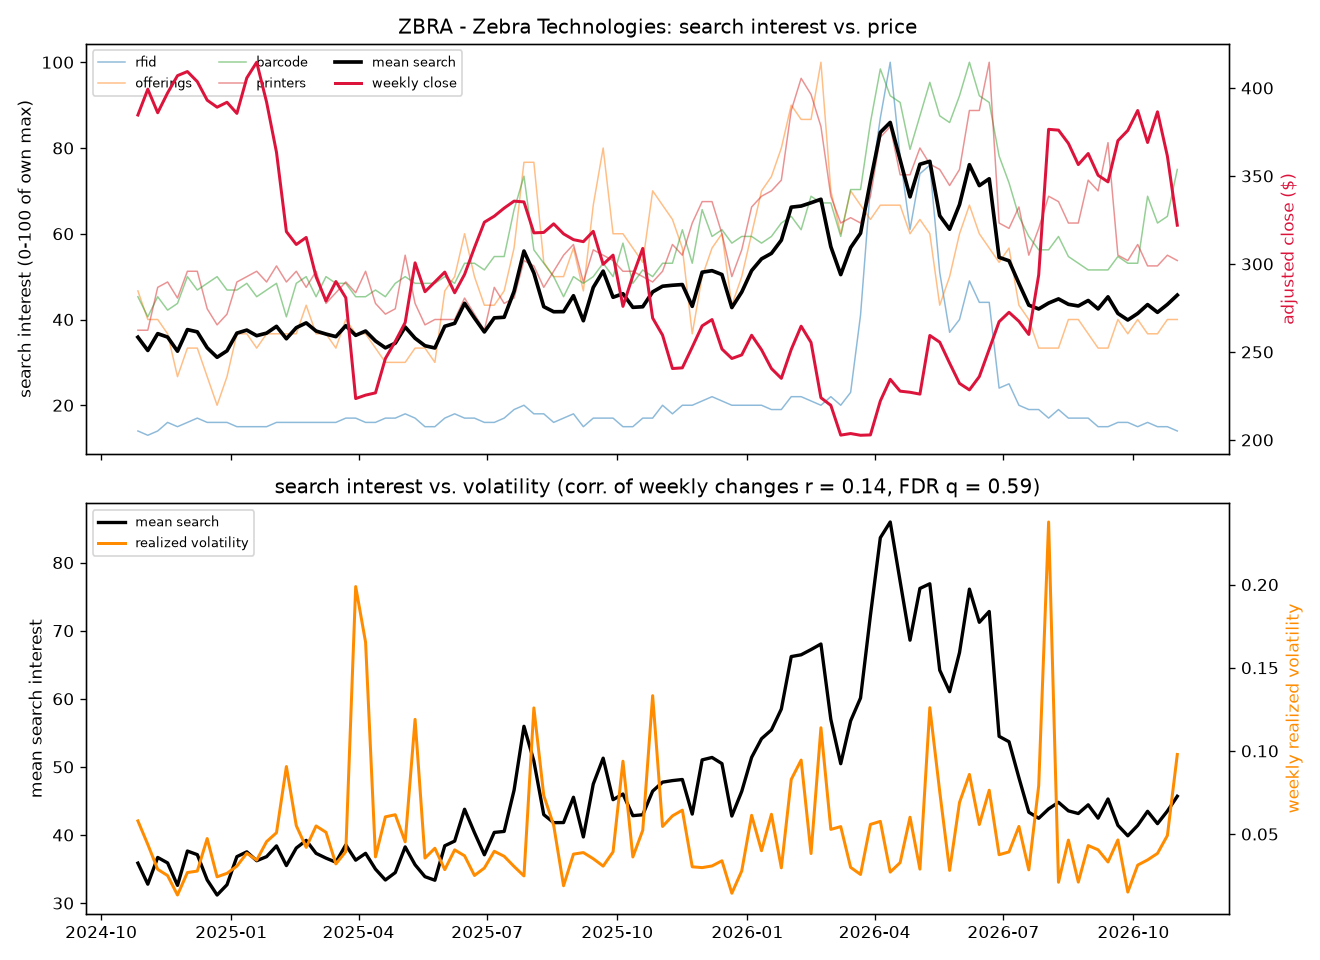 ZBRA - Zebra Technologies: search interest vs. price
rfid
offerings
barcode
printers
mean search
weekly close
search interest (0-100 of own max)
100
80
60
40
20
adjusted close ($)
400
350
300
250
200
search interest vs. volatility (corr. of weekly changes r = 0.14, FDR q = 0.59)
mean search
realized volatility
mean search interest
80
70
60
50
40
30
weekly realized volatility
0.20
0.15
0.10
0.05
2024-10 2025-01 2025-04 2025-07 2025-10 2026-01 2026-04 2026-07 2026-10